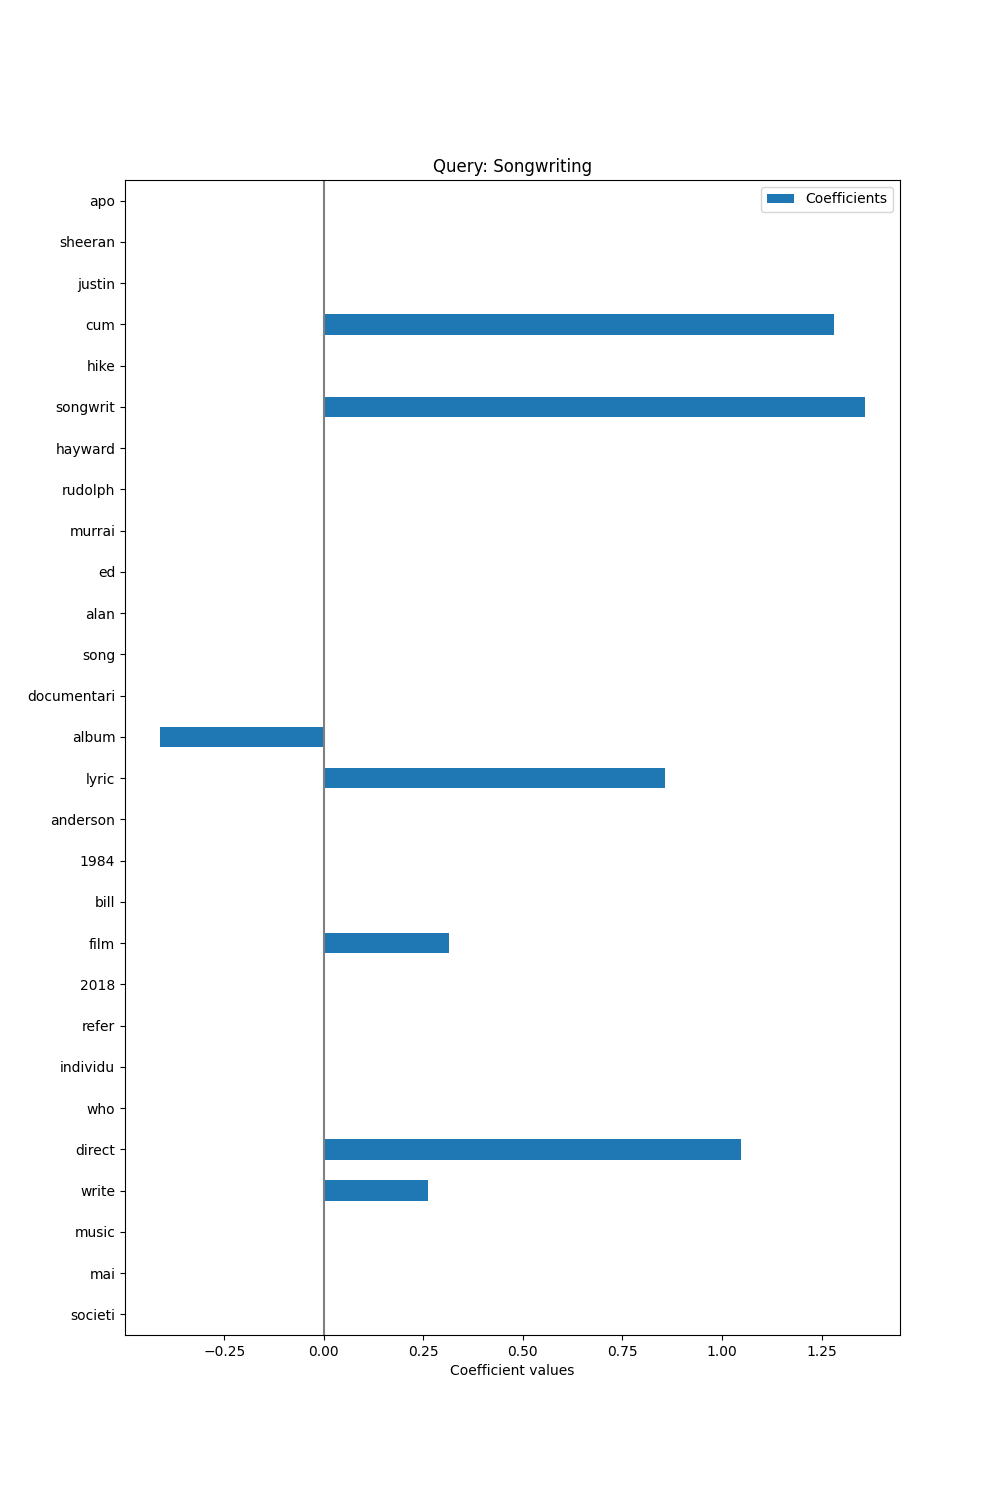 Query: Songwriting
Coefficients
apo
sheeran
justin
cum
hike
songwrit
hayward
rudolph
murrai
ed
alan
song
documentari
album
lyric
anderson
1984
bill
film
2018
refer
individu
who
direct
write
music
mai
societi
−0.25 0.00 0.25 0.50 0.75 1.00 1.25
Coefficient values